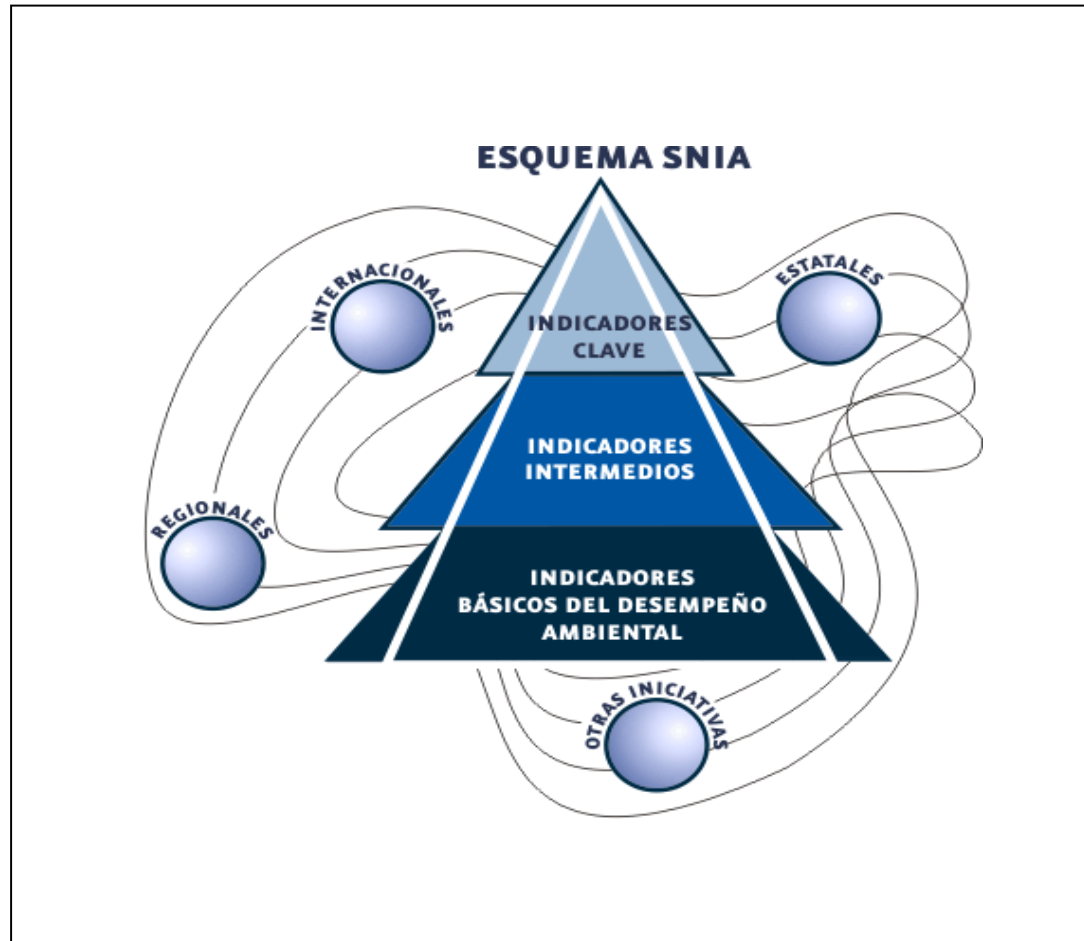 ESQUEMA SNIA
INTERNACIONALES
ESTATALES
INDICADORES
CLAVE
INDICADORES
INTERMEDIOS
REGIONALES
INDICADORES
BÁSICOS DEL DESEMPEÑO
AMBIENTAL
OTRAS INICIATIVAS